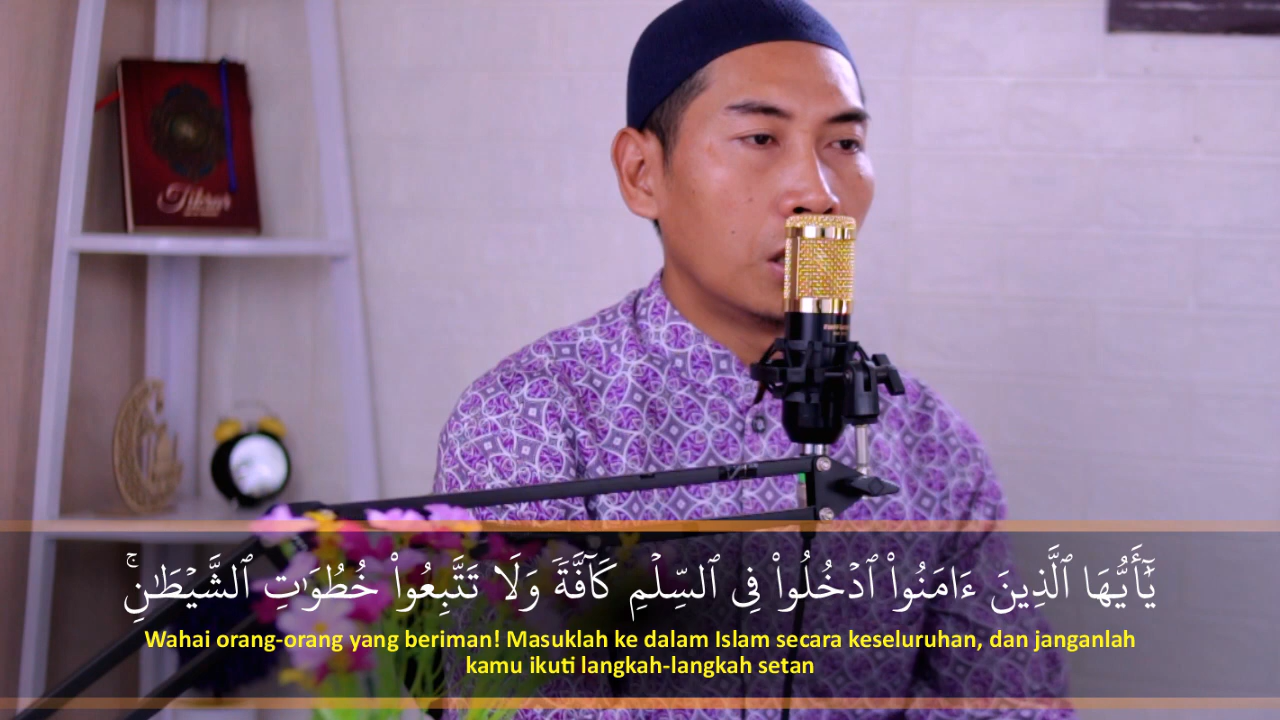 Tikrar
يَٰٓأَيُّهَا ٱلَّذِينَ ءَامَنُوا۟ ٱدْخُلُوا۟ فِى ٱلسِّلْمِ كَآفَّةً وَلَا تَتَّبِعُوا۟ خُطُوَٰتِ ٱلشَّيْطَٰنِ ۚ
Wahai orang-orang yang beriman! Masuklah ke dalam Islam secara keseluruhan, dan janganlah
kamu ikuti langkah-langkah setan